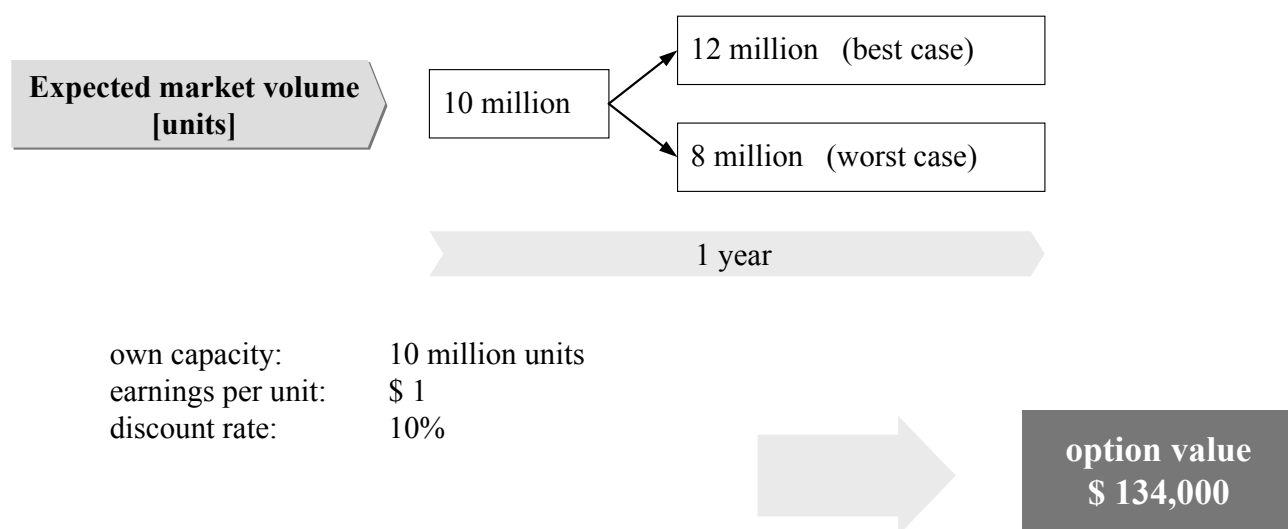 Expected market volume
[units]
10 million
12 million (best case)
8 million (worst case)
1 year
own capacity: 10 million units
earnings per unit: $ 1
discount rate: 10%
option value
$ 134,000